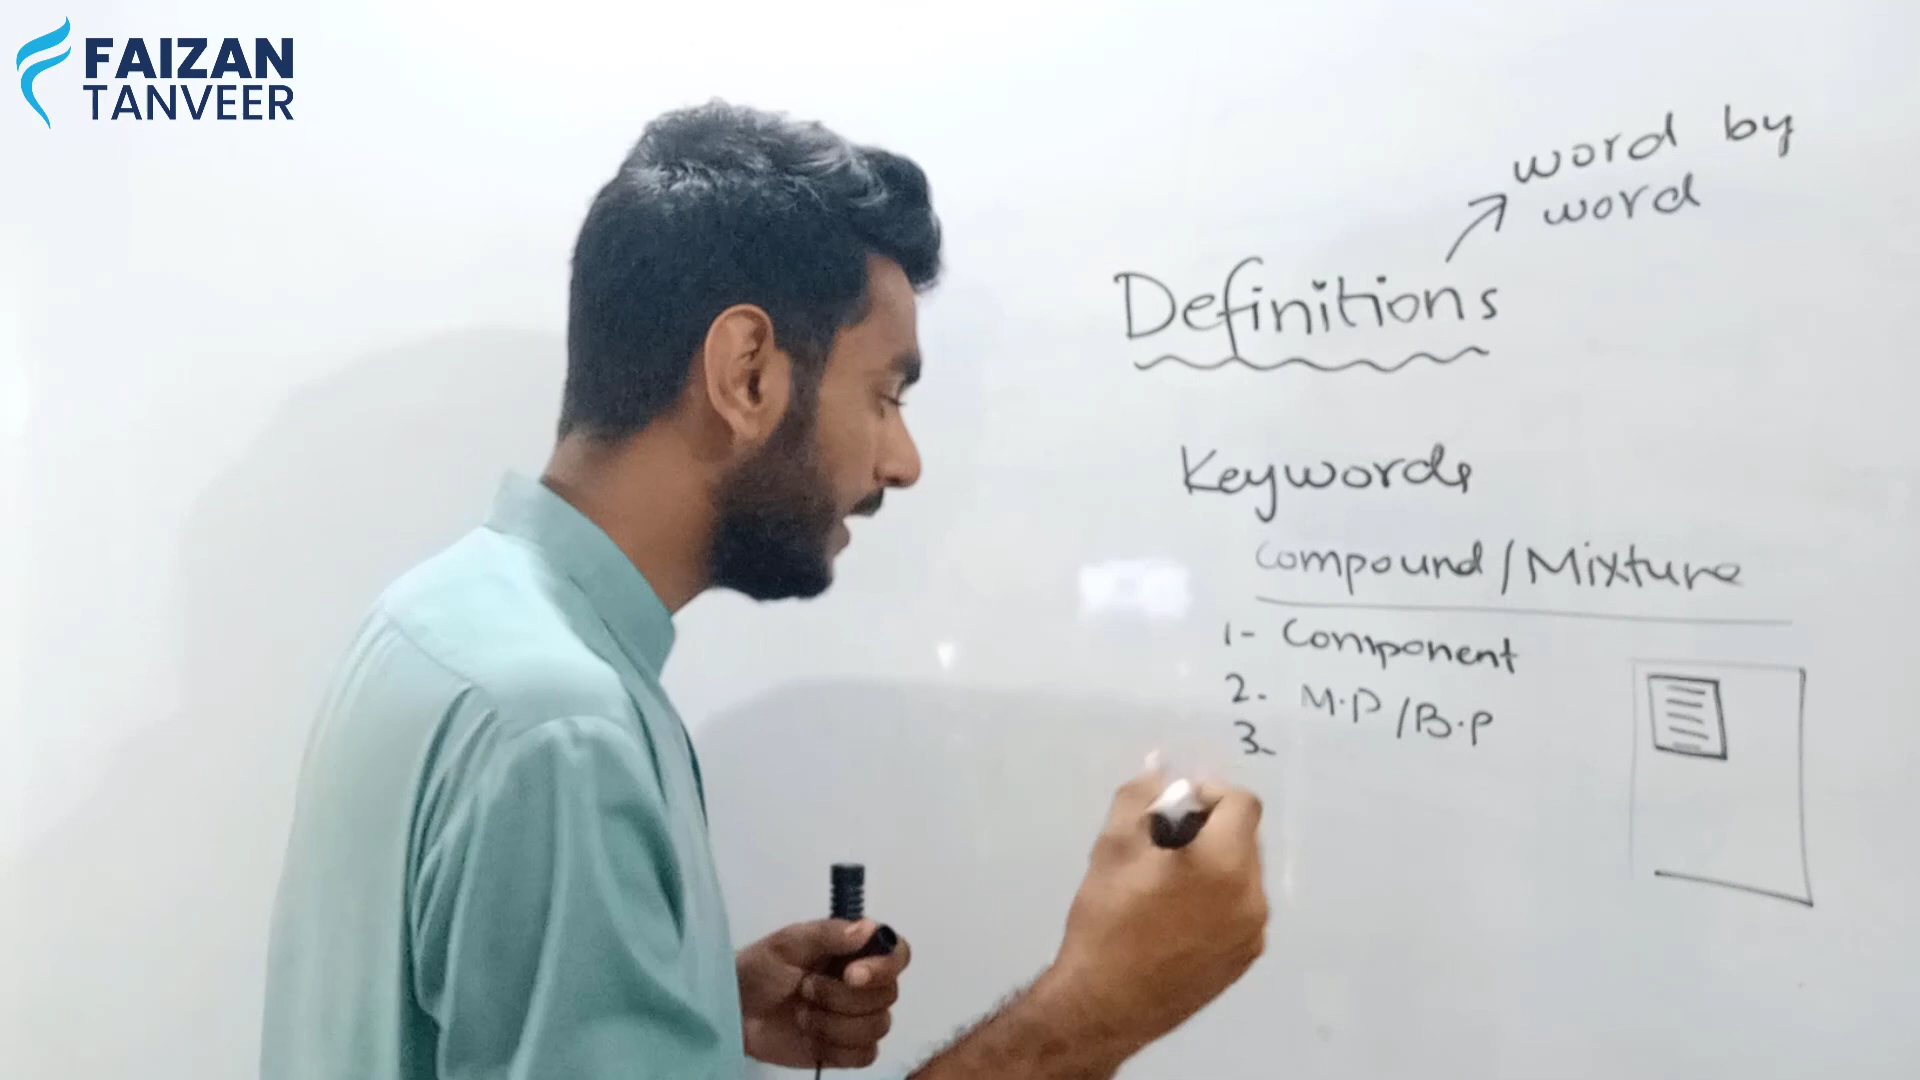 FAIZAN
TANVEER
word by
word
Definitions
Keywords
Compound/Mixture
1- Component
2. M.P/B.P
3-